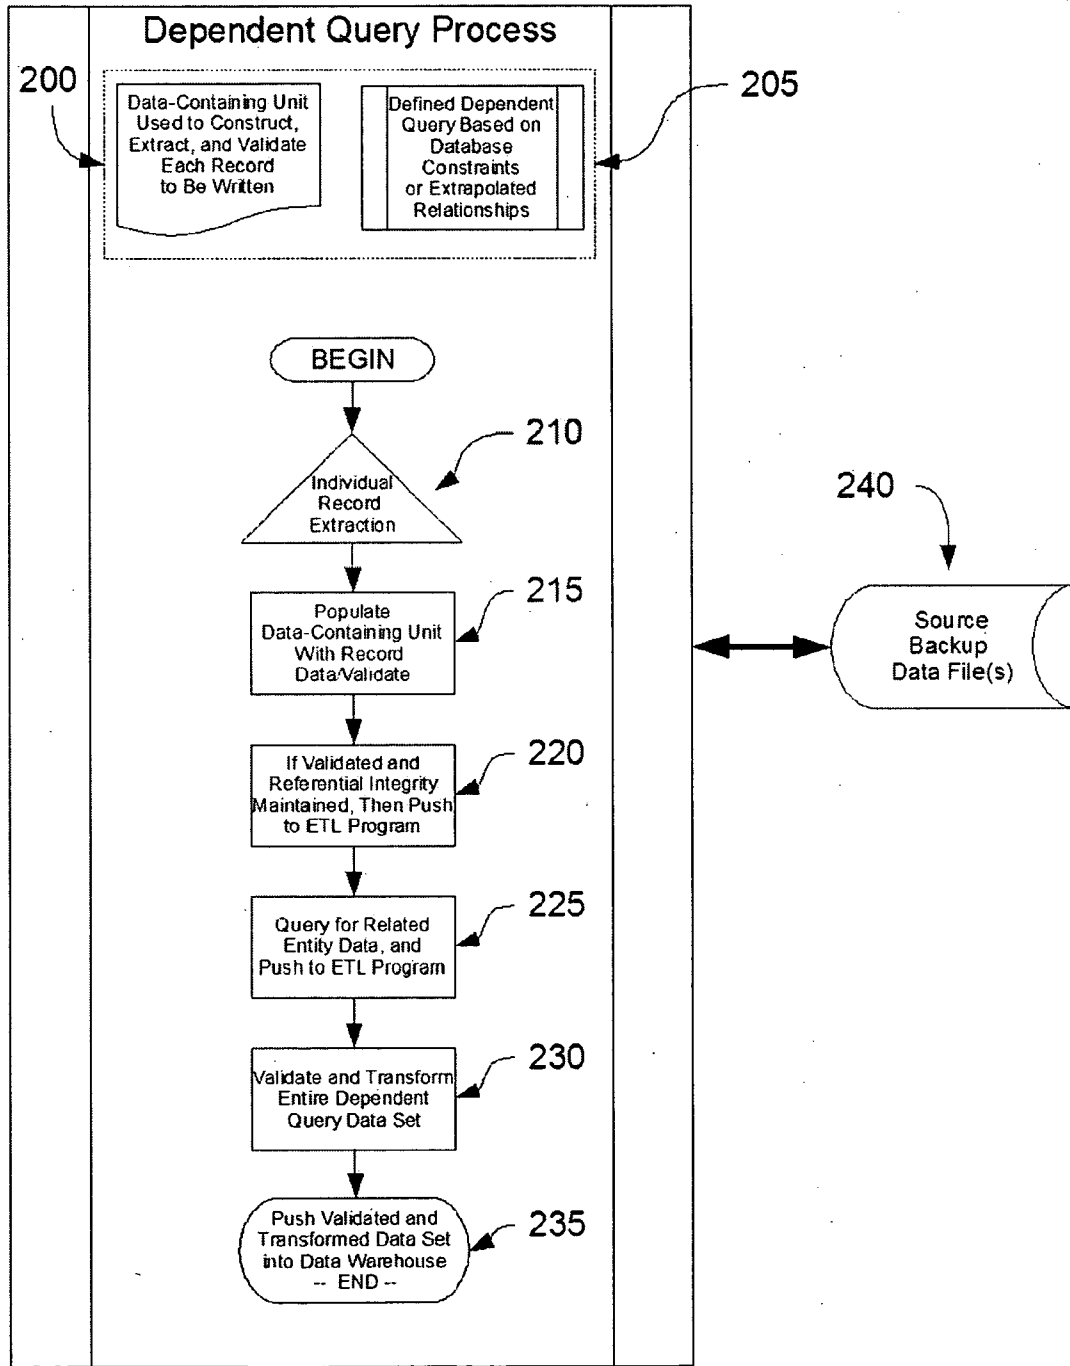 Dependent Query Process
200
Data-Containing Unit
Used to Construct,
Extract, and Validate
Each Record
to Be Written
Defined Dependent
Query Based on
Database
Constraints
or Extrapolated
Relationships
205
BEGIN
210
Individual
Record
Extraction
215
Populate
Data-Containing Unit
With Record
Data/Validate
220
If Validated and
Referential Integrity
Maintained, Then Push
to ETL Program
225
Query for Related
Entity Data, and
Push to ETL Program
230
Validate and Transform
Entire Dependent
Query Data Set
235
Push Validated and
Transformed Data Set
into Data Warehouse
-- END --
240
Source
Backup
Data File(s)